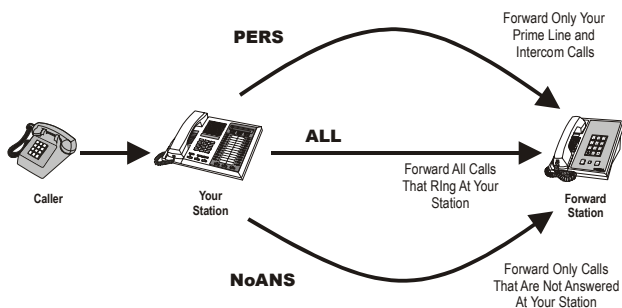 PERS
Forward Only Your
Prime Line and
Intercom Calls
Caller
Your
Station
ALL
Forward All Calls
That RIng At Your
Station
Forward
Station
NoANS
Forward Only Calls
That Are Not Answered
At Your Station